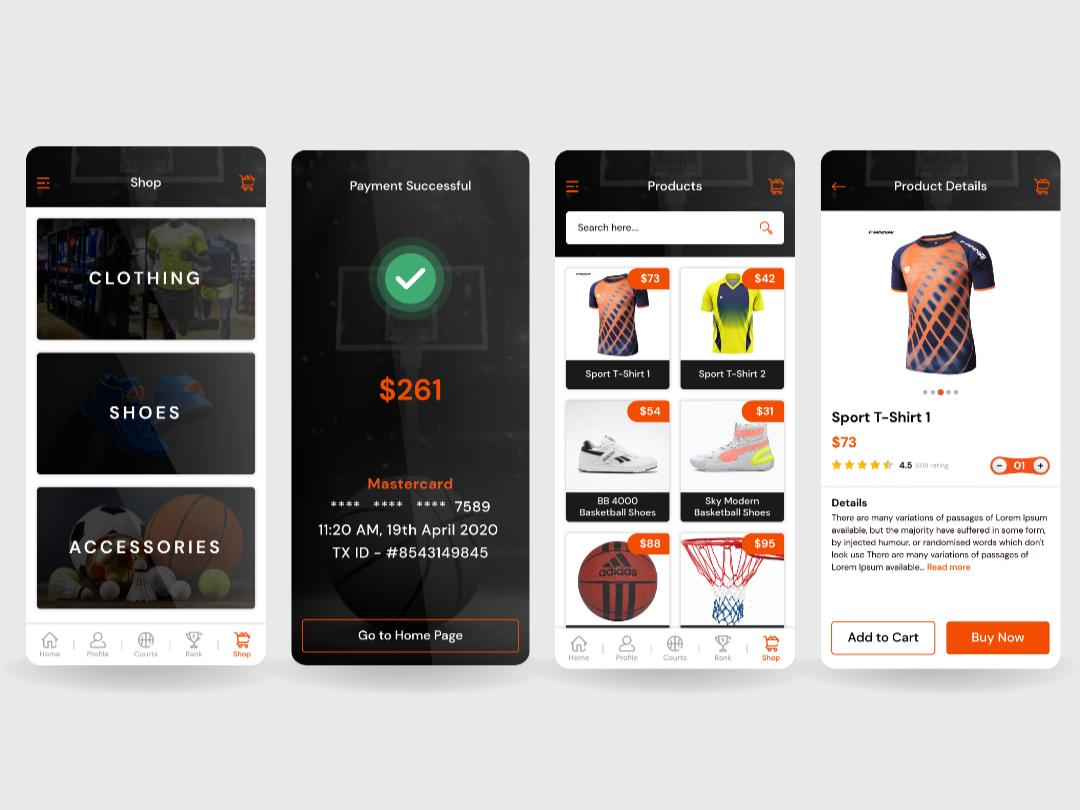 Shop
CLOTHING
SHOES
ACCESSORIES
Home
Profile
Courts
Rank
Shop
Payment Successful
$261
Mastercard
**** **** **** 7589
11:20 AM, 19th April 2020
TX ID - #8543149845
Go to Home Page
Products
Search here...
$73
$42
Sport T-Shirt 1
Sport T-Shirt 2
$54
$31
BB 4000
Basketball Shoes
Sky Modern
Basketball Shoes
$88
$95
adidas
Home
Profile
Courts
Rank
Shop
Product Details
Sport T-Shirt 1
$73
4.5 608 rating
01
Details
There are many variations of passages of Lorem Ipsum
available, but the majority have suffered in some form,
by injected humour, or randomised words which don't
look use There are many variations of passages of
Lorem Ipsum available... Read more
Add to Cart
Buy Now